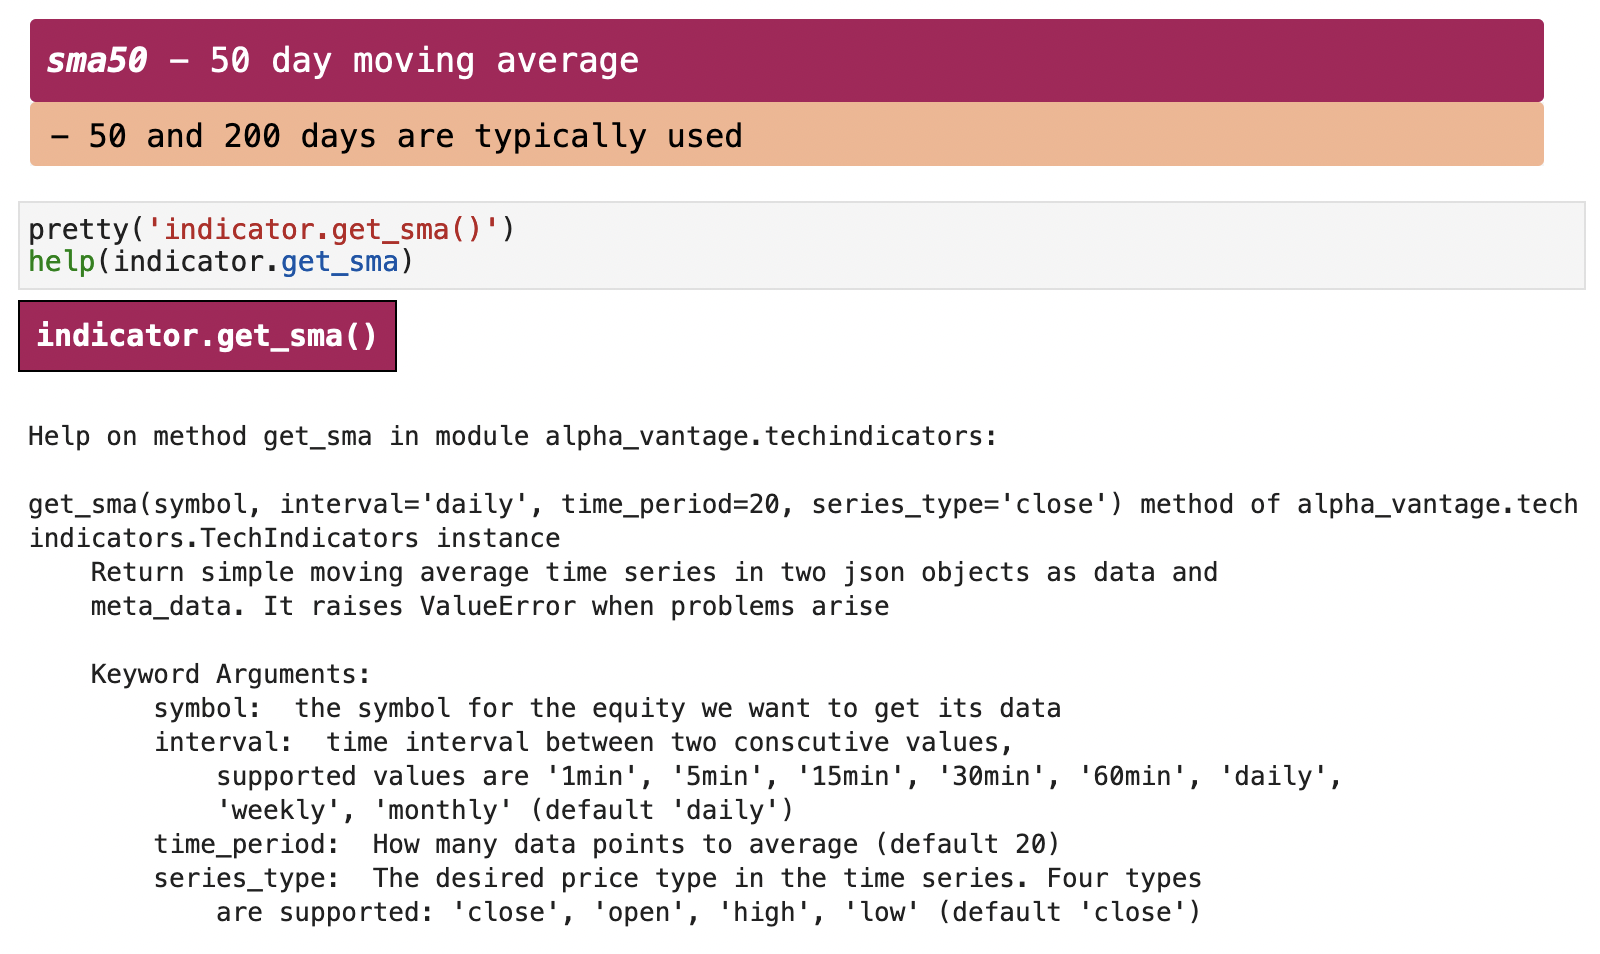 sma50 – 50 day moving average
– 50 and 200 days are typically used
pretty('indicator.get_sma()')
help(indicator.get_sma)
indicator.get_sma()
Help on method get_sma in module alpha_vantage.techindicators:
get_sma(symbol, interval='daily', time_period=20, series_type='close') method of alpha_vantage.tech
indicators.TechIndicators instance
    Return simple moving average time series in two json objects as data and
    meta_data. It raises ValueError when problems arise
    Keyword Arguments:
        symbol:  the symbol for the equity we want to get its data
        interval:  time interval between two conscutive values,
            supported values are '1min', '5min', '15min', '30min', '60min', 'daily',
            'weekly', 'monthly' (default 'daily')
        time_period:  How many data points to average (default 20)
        series_type:  The desired price type in the time series. Four types
            are supported: 'close', 'open', 'high', 'low' (default 'close')